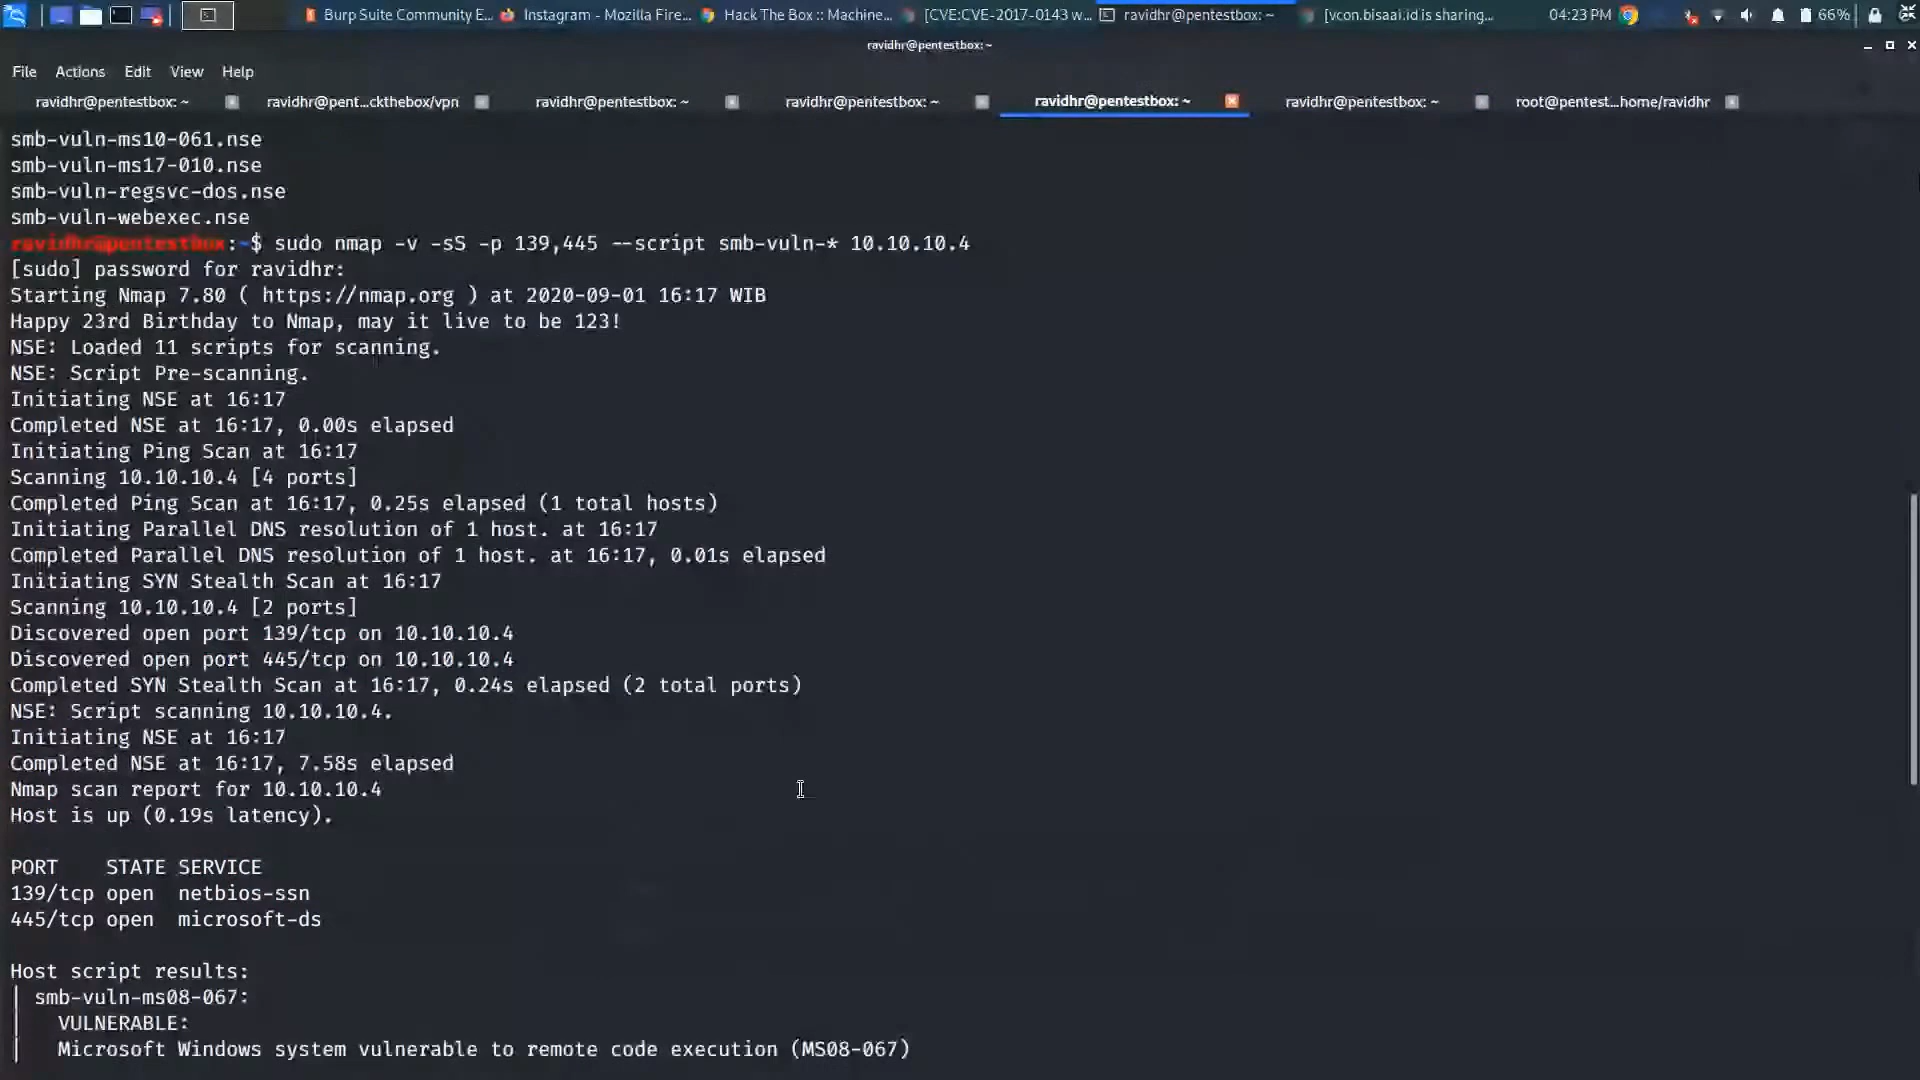 Burp Suite Community E...
Instagram - Mozilla Fire...
Hack The Box :: Machine...
[CVE:CVE-2017-0143 w...
ravidhr@pentestbox: ~
[vcon.bisaai.id is sharing...
04:23 PM
66%
ravidhr@pentestbox: ~
File Actions Edit View Help
ravidhr@pentestbox: ~
ravidhr@pent...ckthebox/vpn
ravidhr@pentestbox: ~
ravidhr@pentestbox: ~
ravidhr@pentestbox: ~
ravidhr@pentestbox: ~
root@pentest...home/ravidhr
smb-vuln-ms10-061.nse
smb-vuln-ms17-010.nse
smb-vuln-regsvc-dos.nse
smb-vuln-webexec.nse
ravidhr@pentestbox:~$ sudo nmap -v -sS -p 139,445 --script smb-vuln-* 10.10.10.4
[sudo] password for ravidhr:
Starting Nmap 7.80 ( https://nmap.org ) at 2020-09-01 16:17 WIB
Happy 23rd Birthday to Nmap, may it live to be 123!
NSE: Loaded 11 scripts for scanning.
NSE: Script Pre-scanning.
Initiating NSE at 16:17
Completed NSE at 16:17, 0.00s elapsed
Initiating Ping Scan at 16:17
Scanning 10.10.10.4 [4 ports]
Completed Ping Scan at 16:17, 0.25s elapsed (1 total hosts)
Initiating Parallel DNS resolution of 1 host. at 16:17
Completed Parallel DNS resolution of 1 host. at 16:17, 0.01s elapsed
Initiating SYN Stealth Scan at 16:17
Scanning 10.10.10.4 [2 ports]
Discovered open port 139/tcp on 10.10.10.4
Discovered open port 445/tcp on 10.10.10.4
Completed SYN Stealth Scan at 16:17, 0.24s elapsed (2 total ports)
NSE: Script scanning 10.10.10.4.
Initiating NSE at 16:17
Completed NSE at 16:17, 7.58s elapsed
Nmap scan report for 10.10.10.4
Host is up (0.19s latency).
PORT    STATE SERVICE
139/tcp open  netbios-ssn
445/tcp open  microsoft-ds
Host script results:
| smb-vuln-ms08-067:
|   VULNERABLE:
|   Microsoft Windows system vulnerable to remote code execution (MS08-067)